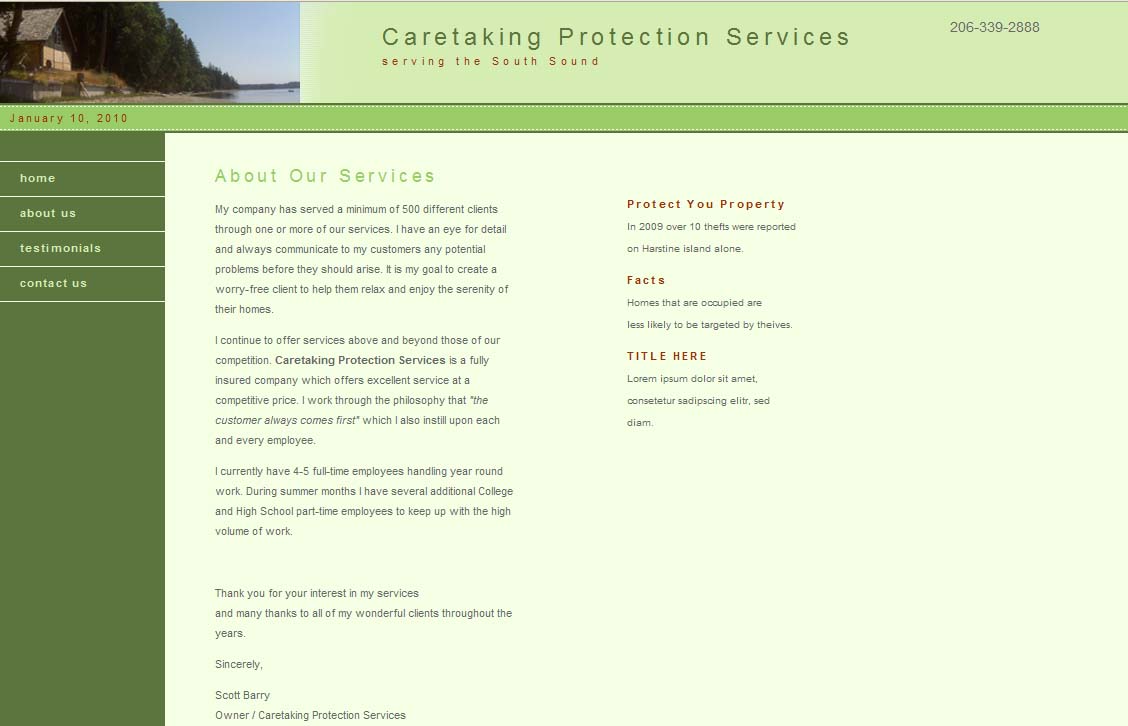 Caretaking Protection Services
serving the South Sound
206-339-2888
January 10, 2010
home
about us
testimonials
contact us
About Our Services
My company has served a minimum of 500 different clients
through one or more of our services. I have an eye for detail
and always communicate to my customers any potential
problems before they should arise. It is my goal to create a
worry-free client to help them relax and enjoy the serenity of
their homes.
I continue to offer services above and beyond those of our
competition. Caretaking Protection Services is a fully
insured company which offers excellent service at a
competitive price. I work through the philosophy that "the
customer always comes first" which I also instill upon each
and every employee.
I currently have 4-5 full-time employees handling year round
work. During summer months I have several additional College
and High School part-time employees to keep up with the high
volume of work.
Thank you for your interest in my services
and many thanks to all of my wonderful clients throughout the
years.
Sincerely,
Scott Barry
Owner / Caretaking Protection Services
Protect You Property
In 2009 over 10 thefts were reported
on Harstine island alone.
Facts
Homes that are occupied are
less likely to be targeted by theives.
TITLE HERE
Lorem ipsum dolor sit amet,
consetetur sadipscing elitr, sed
diam.